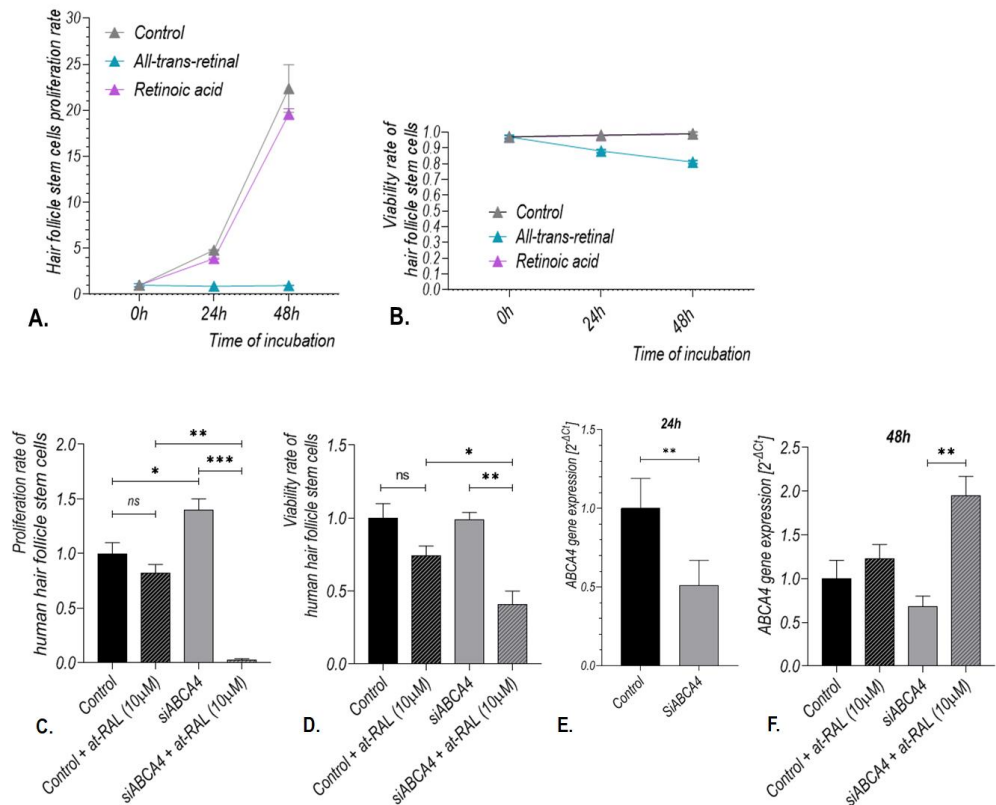 Hair follicle stem cells proliferation rate
30
25
20
15
10
5
0
Control
All-trans-retinal
Retinoic acid
0h
24h
48h
Time of incubation
A.
Viability rate of
hair follicle stem cells
1.0
0.9
0.8
0.7
0.6
0.5
0.4
0.3
0.2
0.1
0.0
Control
All-trans-retinal
Retinoic acid
0h
24h
48h
Time of incubation
B.
Proliferation rate of
human hair follicle stem cells
2.0
1.5
1.0
0.5
0.0
**
***
*
ns
Control
Control + at-RAL (10µM)
siABCA4
siABCA4 + at-RAL (10µM)
C.
Viability rate of
human hair follicle stem cells
1.5
1.0
0.5
0.0
*
ns
**
Control
Control + at-RAL (10µM)
siABCA4
siABCA4 + at-RAL (10µM)
D.
24h
ABCA4 gene expression [2^-ΔCt]
1.5
1.0
0.5
0.0
**
Control
SiABCA4
E.
48h
ABCA4 gene expression [2^-ΔCt]
2.5
2.0
1.5
1.0
0.5
0.0
**
Control
Control + at-RAL (10µM)
siABCA4
siABCA4 + at-RAL (10µM)
F.